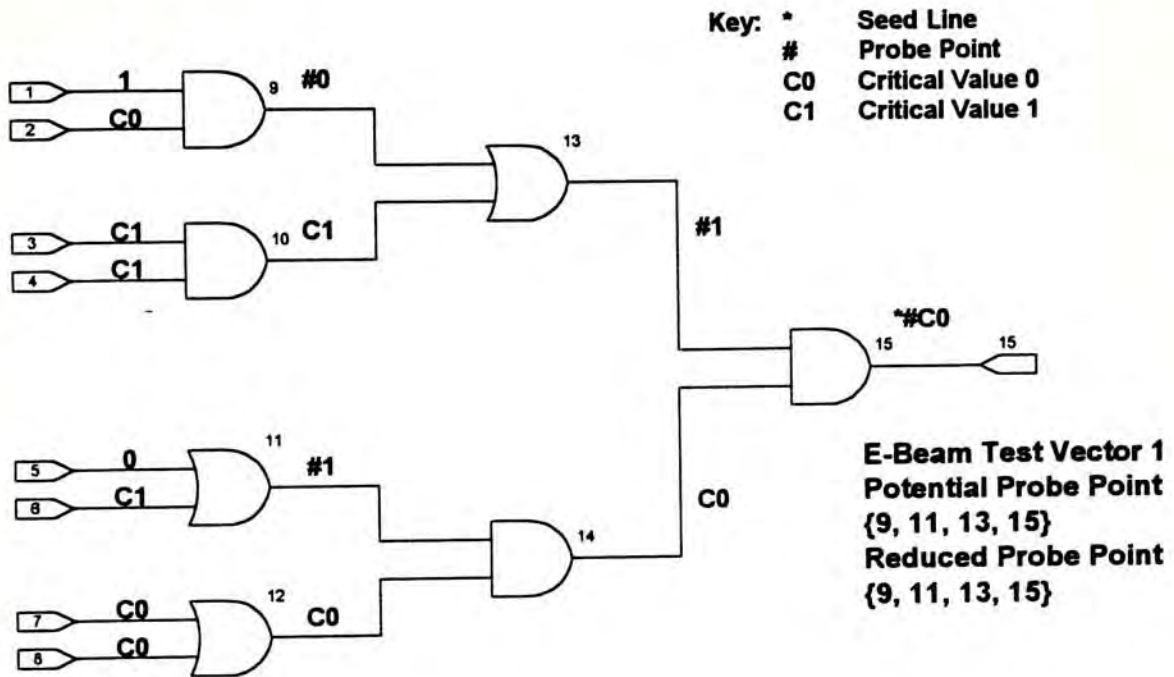 Key: * Seed Line
# Probe Point
C0 Critical Value 0
C1 Critical Value 1
1 1 9 #0
2 C0
13
3 C1 10 C1
4 C1
#1
*#C0
15 15
5 0 11 #1
6 C1
C0
14
7 C0 12 C0
8 C0
E-Beam Test Vector 1
Potential Probe Point
{9, 11, 13, 15}
Reduced Probe Point
{9, 11, 13, 15}